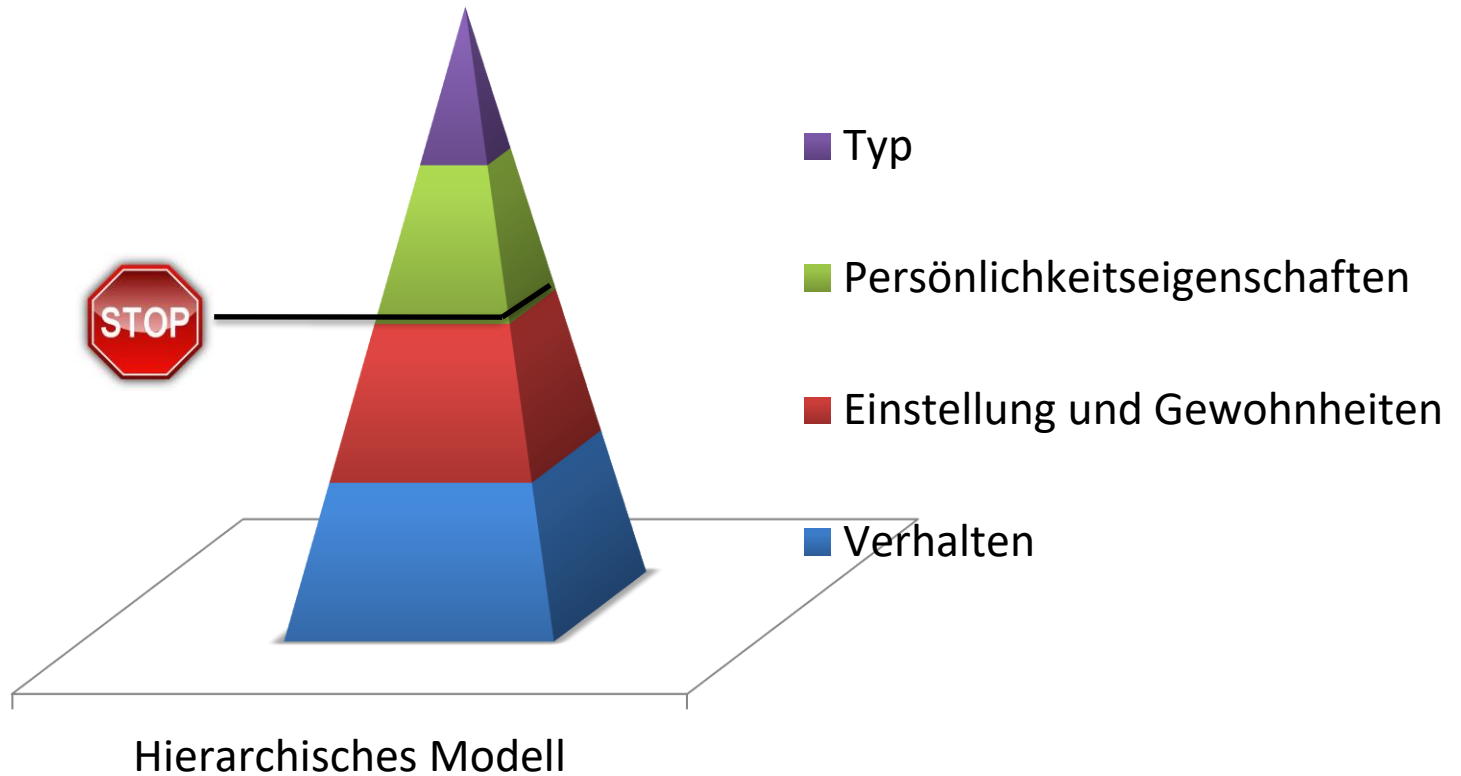 Typ
Persönlichkeitseigenschaften
STOP
Einstellung und Gewohnheiten
Verhalten
Hierarchisches Modell